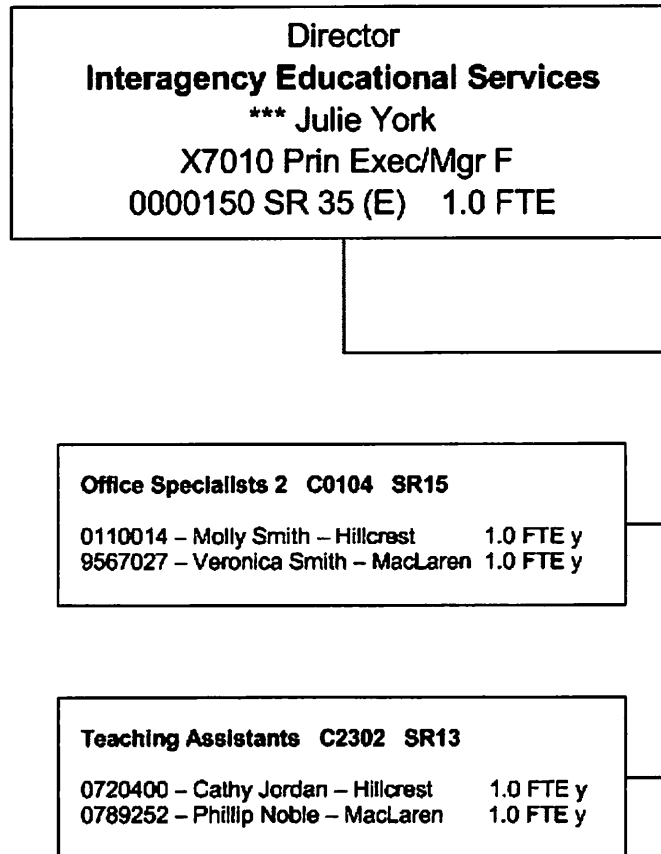 Director
Interagency Educational Services
*** Julie York
X7010 Prin Exec/Mgr F
0000150 SR 35 (E) 1.0 FTE
Office Specialists 2 C0104 SR15
0110014 – Molly Smith – Hillcrest 1.0 FTE y
9567027 – Veronica Smith – MacLaren 1.0 FTE y
Teaching Assistants C2302 SR13
0720400 – Cathy Jordan – Hillcrest 1.0 FTE y
0789252 – Phillip Noble – MacLaren 1.0 FTE y